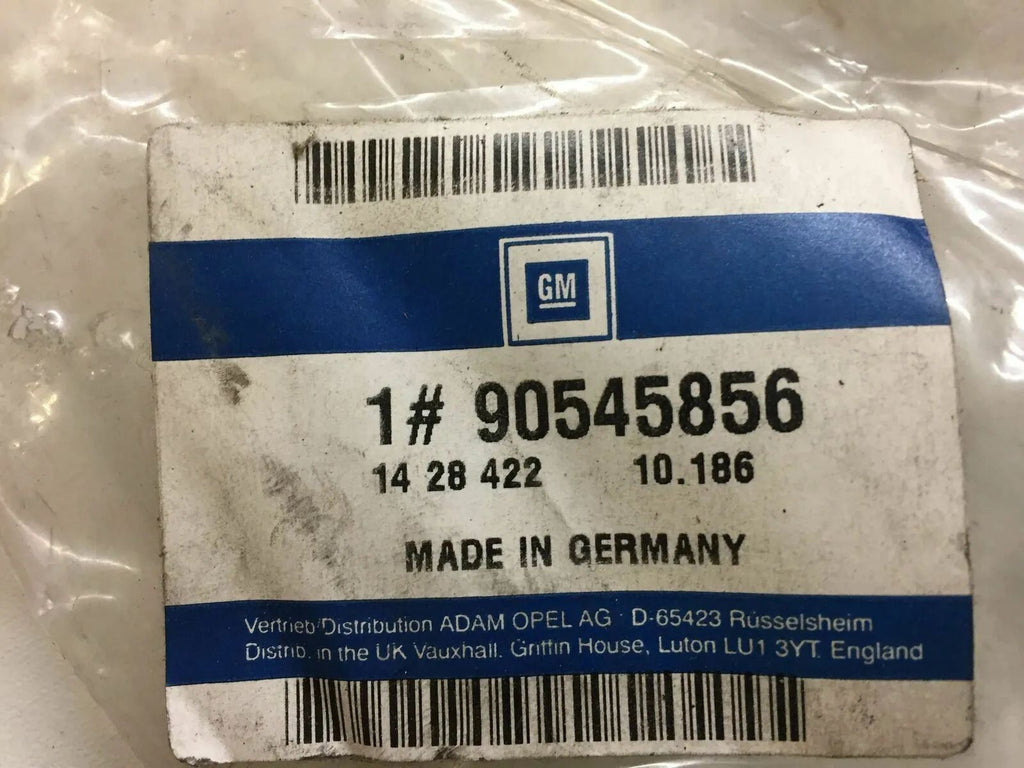 GM
1# 90545856
14 28 422 10.186
MADE IN GERMANY
Vertrieb/Distribution ADAM OPEL AG · D-65423 Rüsselsheim
Distrib. in the UK Vauxhall. Griffin House, Luton LU1 3YT. England